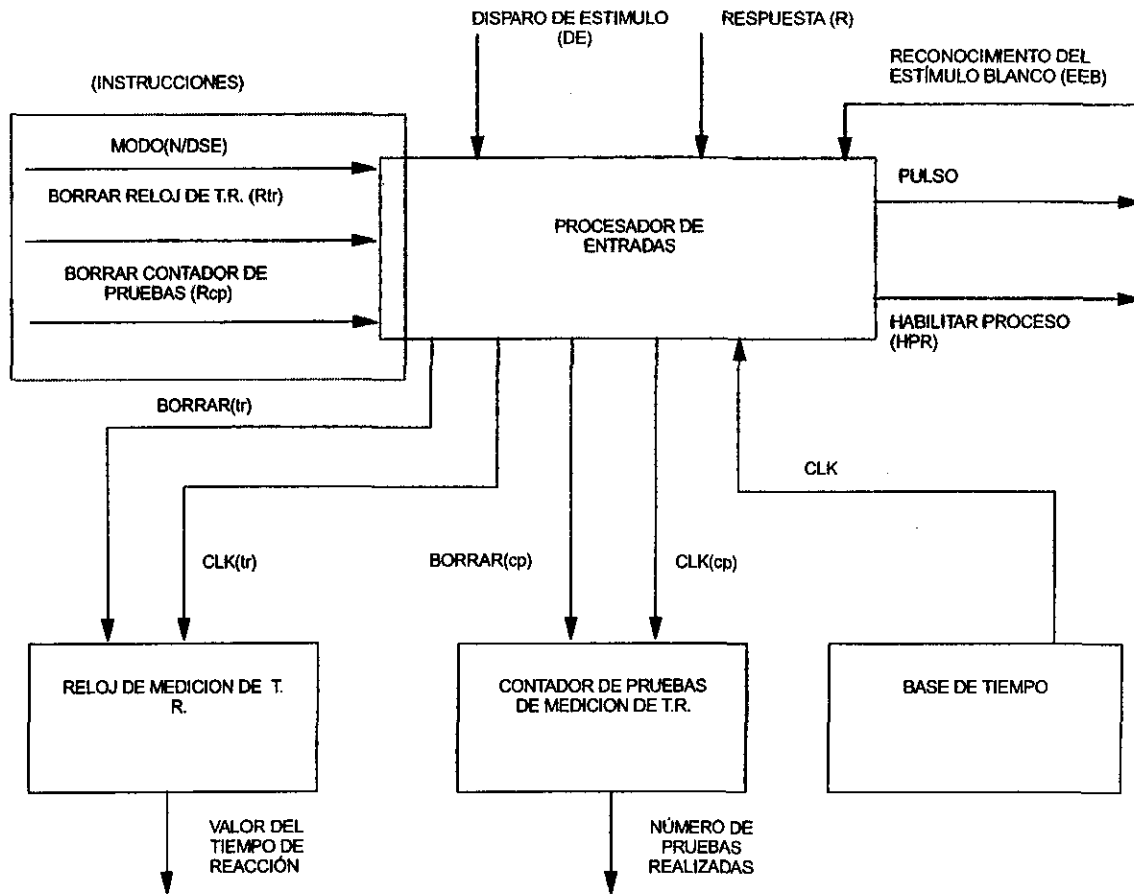 DISPARO DE ESTIMULO
(DE)
RESPUESTA (R)
RECONOCIMIENTO DEL
ESTÍMULO BLANCO (EEB)
(INSTRUCCIONES)
MODO(N/DSE)
BORRAR RELOJ DE T.R. (Rtr)
BORRAR CONTADOR DE
PRUEBAS (Rcp)
PROCESADOR DE
ENTRADAS
PULSO
HABILITAR PROCESO
(HPR)
BORRAR(tr)
CLK(tr)
BORRAR(cp)
CLK(cp)
CLK
RELOJ DE MEDICION DE T.
R.
CONTADOR DE PRUEBAS
DE MEDICION DE T.R.
BASE DE TIEMPO
VALOR DEL
TIEMPO DE
REACCIÓN
NÚMERO DE
PRUEBAS
REALIZADAS